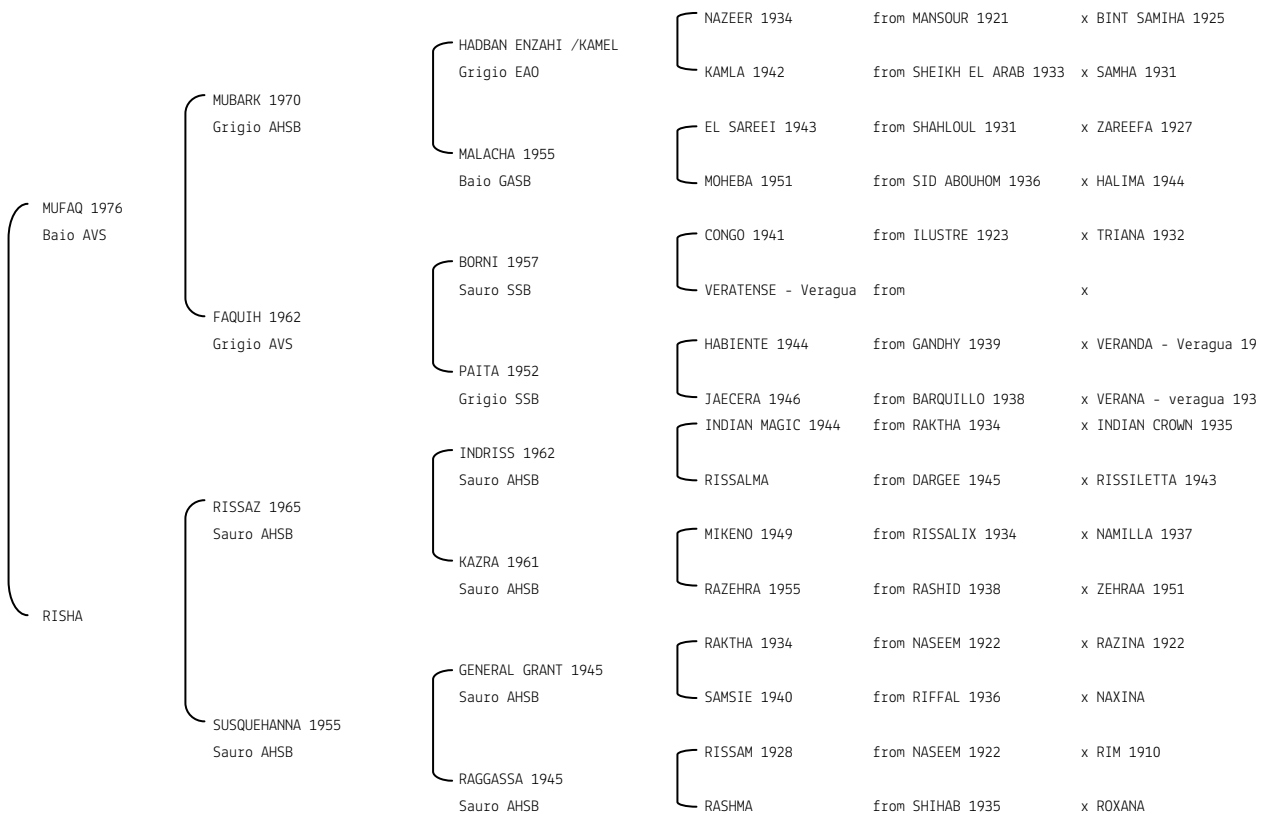 NAZEER 1934 from MANSOUR 1921 x BINT SAMIHA 1925
HADBAN ENZAHI /KAMEL
Grigio EAO
KAMLA 1942 from SHEIKH EL ARAB 1933 x SAMHA 1931
MUBARK 1970
Grigio AHSB
EL SAREEI 1943 from SHAHLOUL 1931 x ZAREEFA 1927
MALACHA 1955
Baio GASB
MOHEBA 1951 from SID ABOUHOM 1936 x HALIMA 1944
MUFAQ 1976
Baio AVS
CONGO 1941 from ILUSTRE 1923 x TRIANA 1932
BORNI 1957
Sauro SSB
VERATENSE - Veragua from x
FAQUIH 1962
Grigio AVS
HABIENTE 1944 from GANDHY 1939 x VERANDA - Veragua 19
PAITA 1952
Grigio SSB
JAECERA 1946 from BARQUILLO 1938 x VERANA - veragua 193
INDIAN MAGIC 1944 from RAKTHA 1934 x INDIAN CROWN 1935
INDRISS 1962
Sauro AHSB
RISSALMA from DARGEE 1945 x RISSILETTA 1943
RISSAZ 1965
Sauro AHSB
MIKENO 1949 from RISSALIX 1934 x NAMILLA 1937
KAZRA 1961
Sauro AHSB
RAZEHRA 1955 from RASHID 1938 x ZEHRAA 1951
RISHA
RAKTHA 1934 from NASEEM 1922 x RAZINA 1922
GENERAL GRANT 1945
Sauro AHSB
SAMSIE 1940 from RIFFAL 1936 x NAXINA
SUSQUEHANNA 1955
Sauro AHSB
RISSAM 1928 from NASEEM 1922 x RIM 1910
RAGGASSA 1945
Sauro AHSB
RASHMA from SHIHAB 1935 x ROXANA